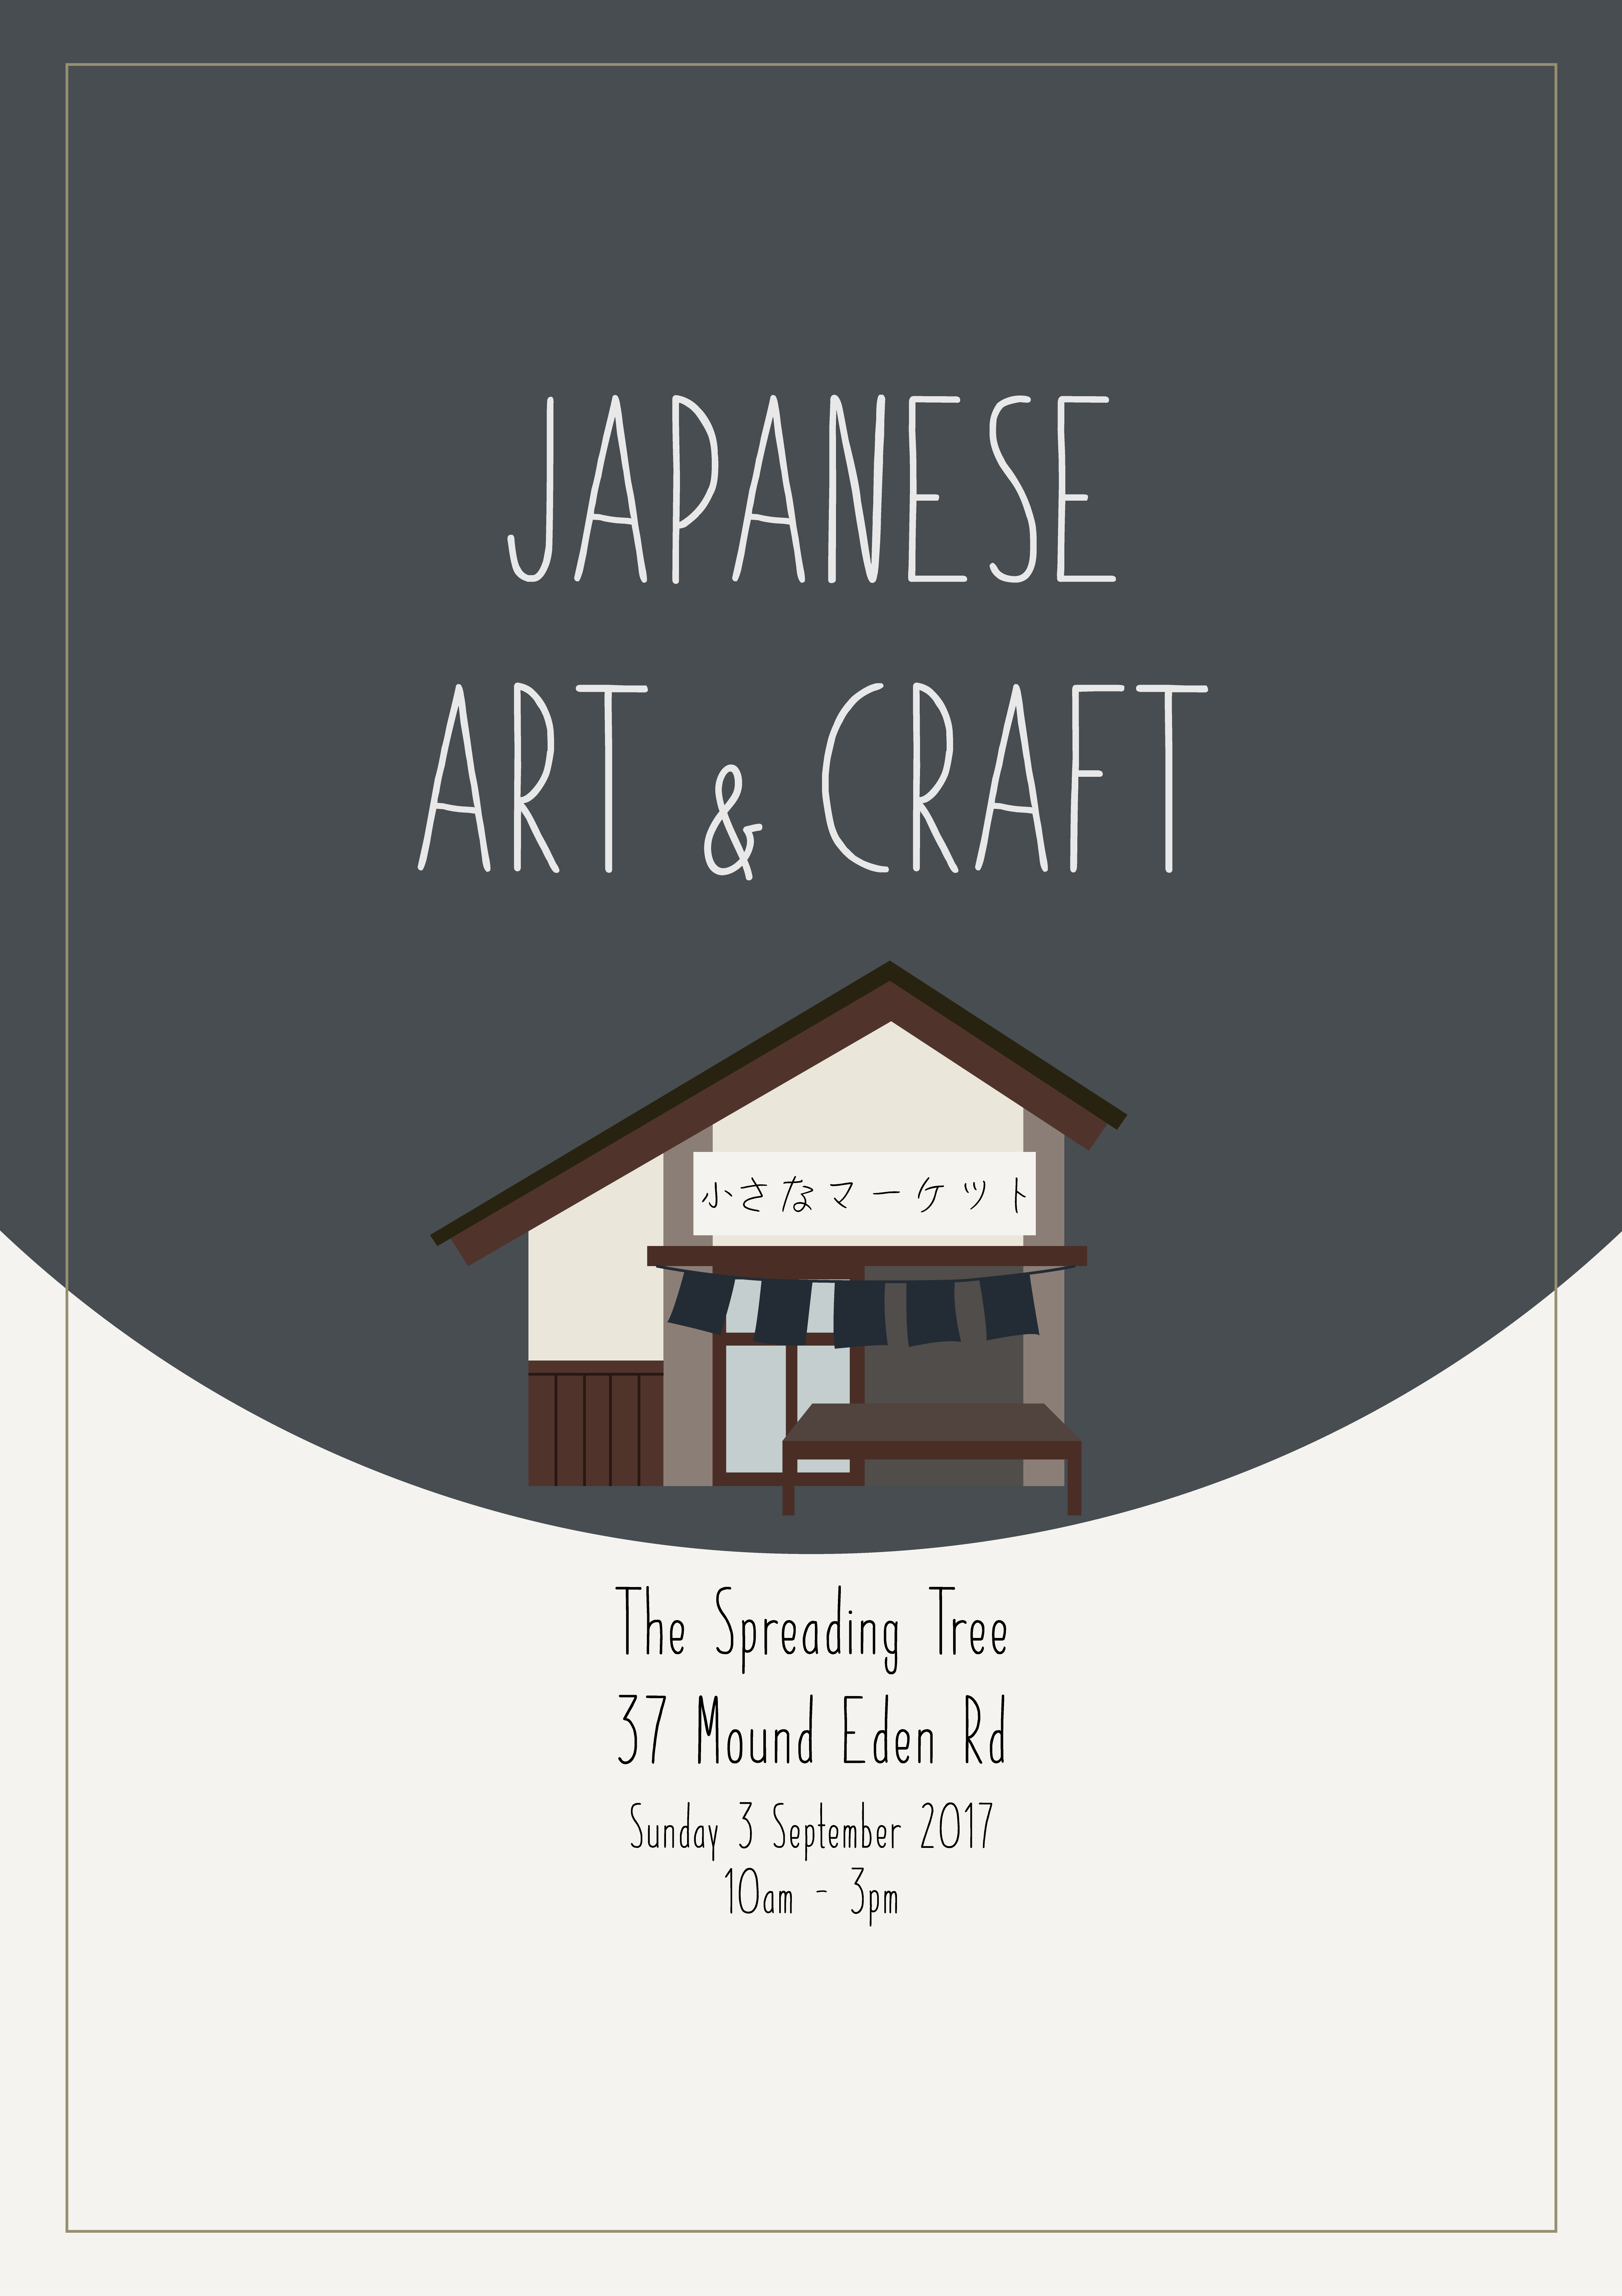 JAPANESE
ART & CRAFT
小さなマーケット
The Spreading Tree
37 Mound Eden Rd
Sunday 3 September 2017
10am - 3pm